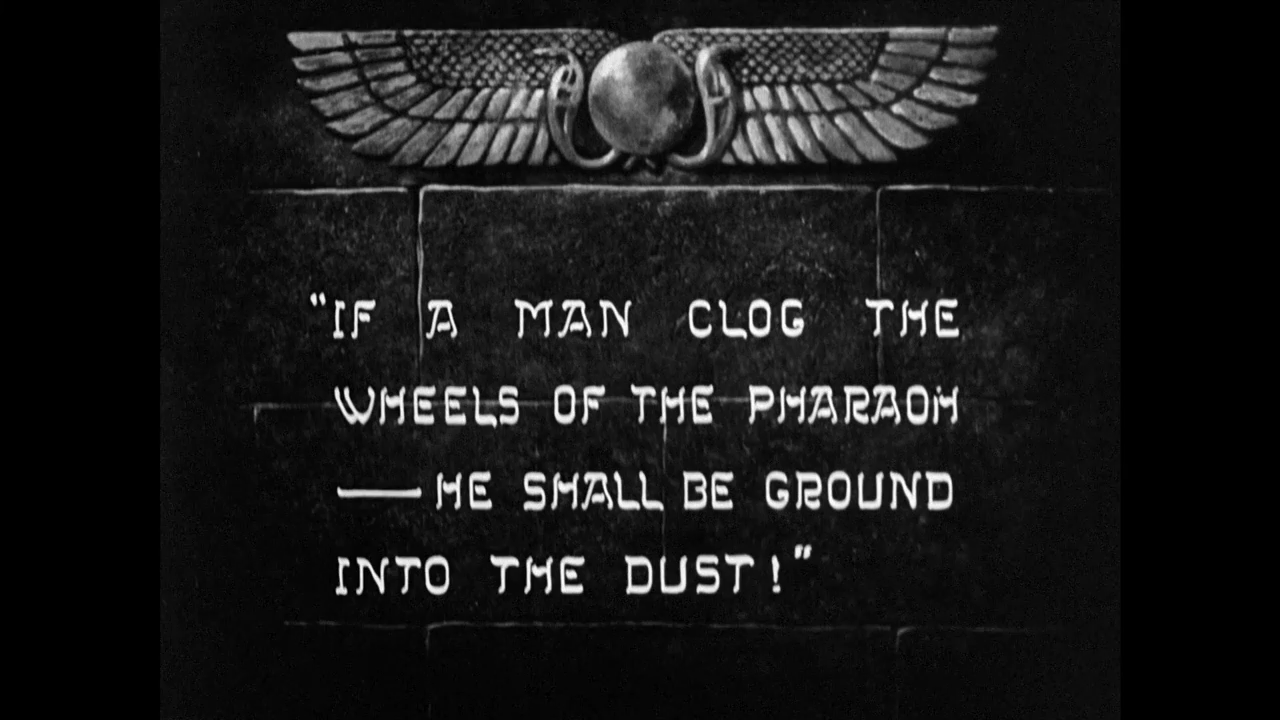 "IF A MAN CLOG THE
WHEELS OF THE PHARAOH
—HE SHALL BE GROUND
INTO THE DUST!"